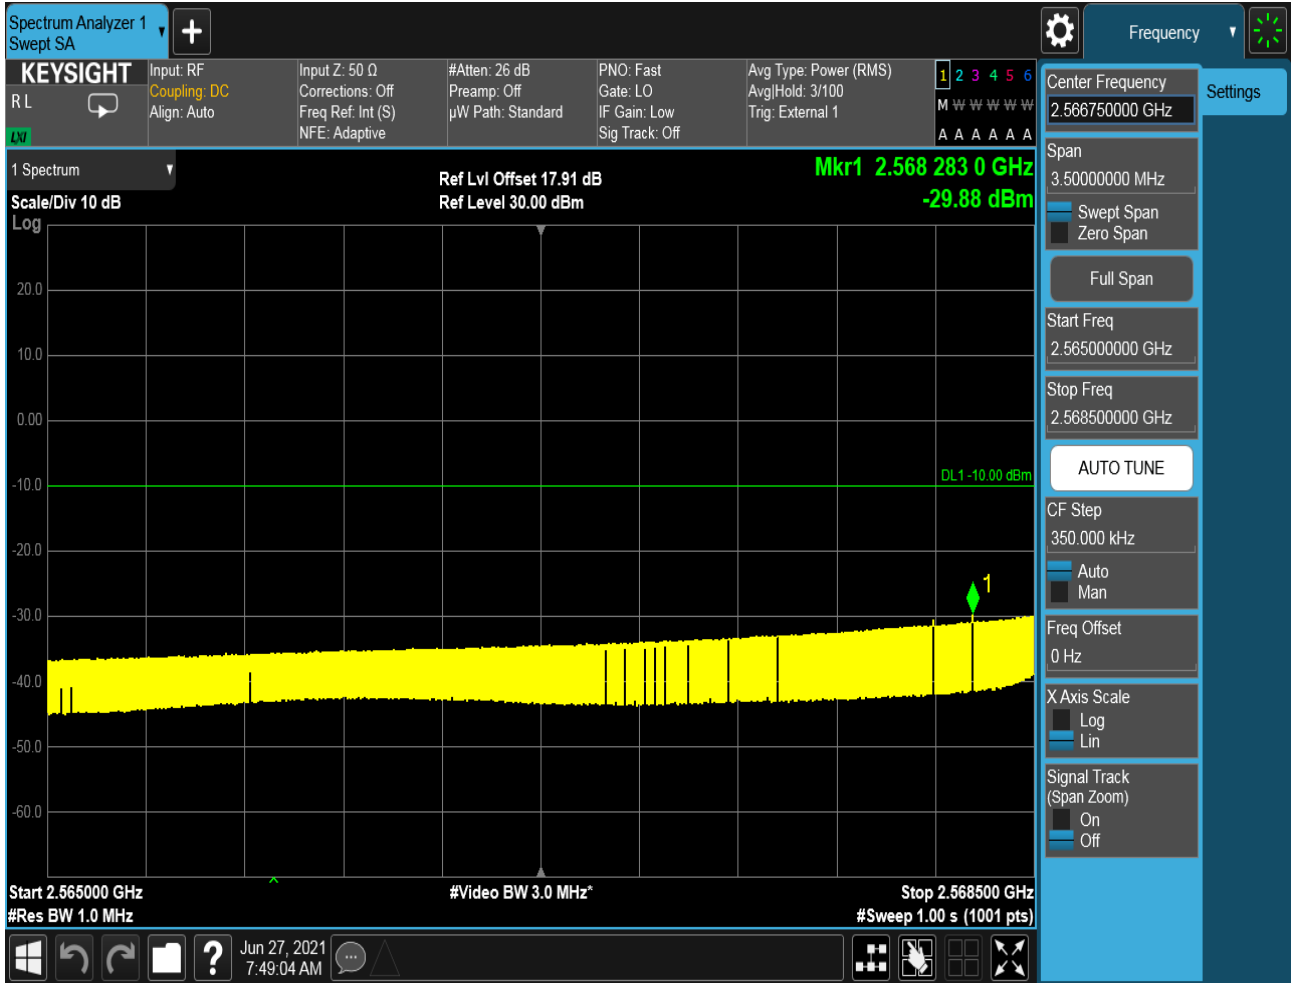 Spectrum Analyzer 1
Swept SA
Frequency
KEYSIGHT
R L
LXI
Input: RF
Coupling: DC
Align: Auto
Input Z: 50 Ω
Corrections: Off
Freq Ref: Int (S)
NFE: Adaptive
#Atten: 26 dB
Preamp: Off
µW Path: Standard
PNO: Fast
Gate: LO
IF Gain: Low
Sig Track: Off
Avg Type: Power (RMS)
Avg|Hold: 3/100
Trig: External 1
1 2 3 4 5 6
M W W W W W
A A A A A A
1 Spectrum
Scale/Div 10 dB
Log
Ref Lvl Offset 17.91 dB
Ref Level 30.00 dBm
Mkr1 2.568 283 0 GHz
-29.88 dBm
20.0
10.0
0.00
-10.0
-20.0
-30.0
-40.0
-50.0
-60.0
DL1 -10.00 dBm
1
Start 2.565000 GHz
#Res BW 1.0 MHz
#Video BW 3.0 MHz*
Stop 2.568500 GHz
#Sweep 1.00 s (1001 pts)
Jun 27, 2021
7:49:04 AM
?
Settings
Center Frequency
2.566750000 GHz
Span
3.50000000 MHz
Swept Span
Zero Span
Full Span
Start Freq
2.565000000 GHz
Stop Freq
2.568500000 GHz
AUTO TUNE
CF Step
350.000 kHz
Auto
Man
Freq Offset
0 Hz
X Axis Scale
Log
Lin
Signal Track
(Span Zoom)
On
Off